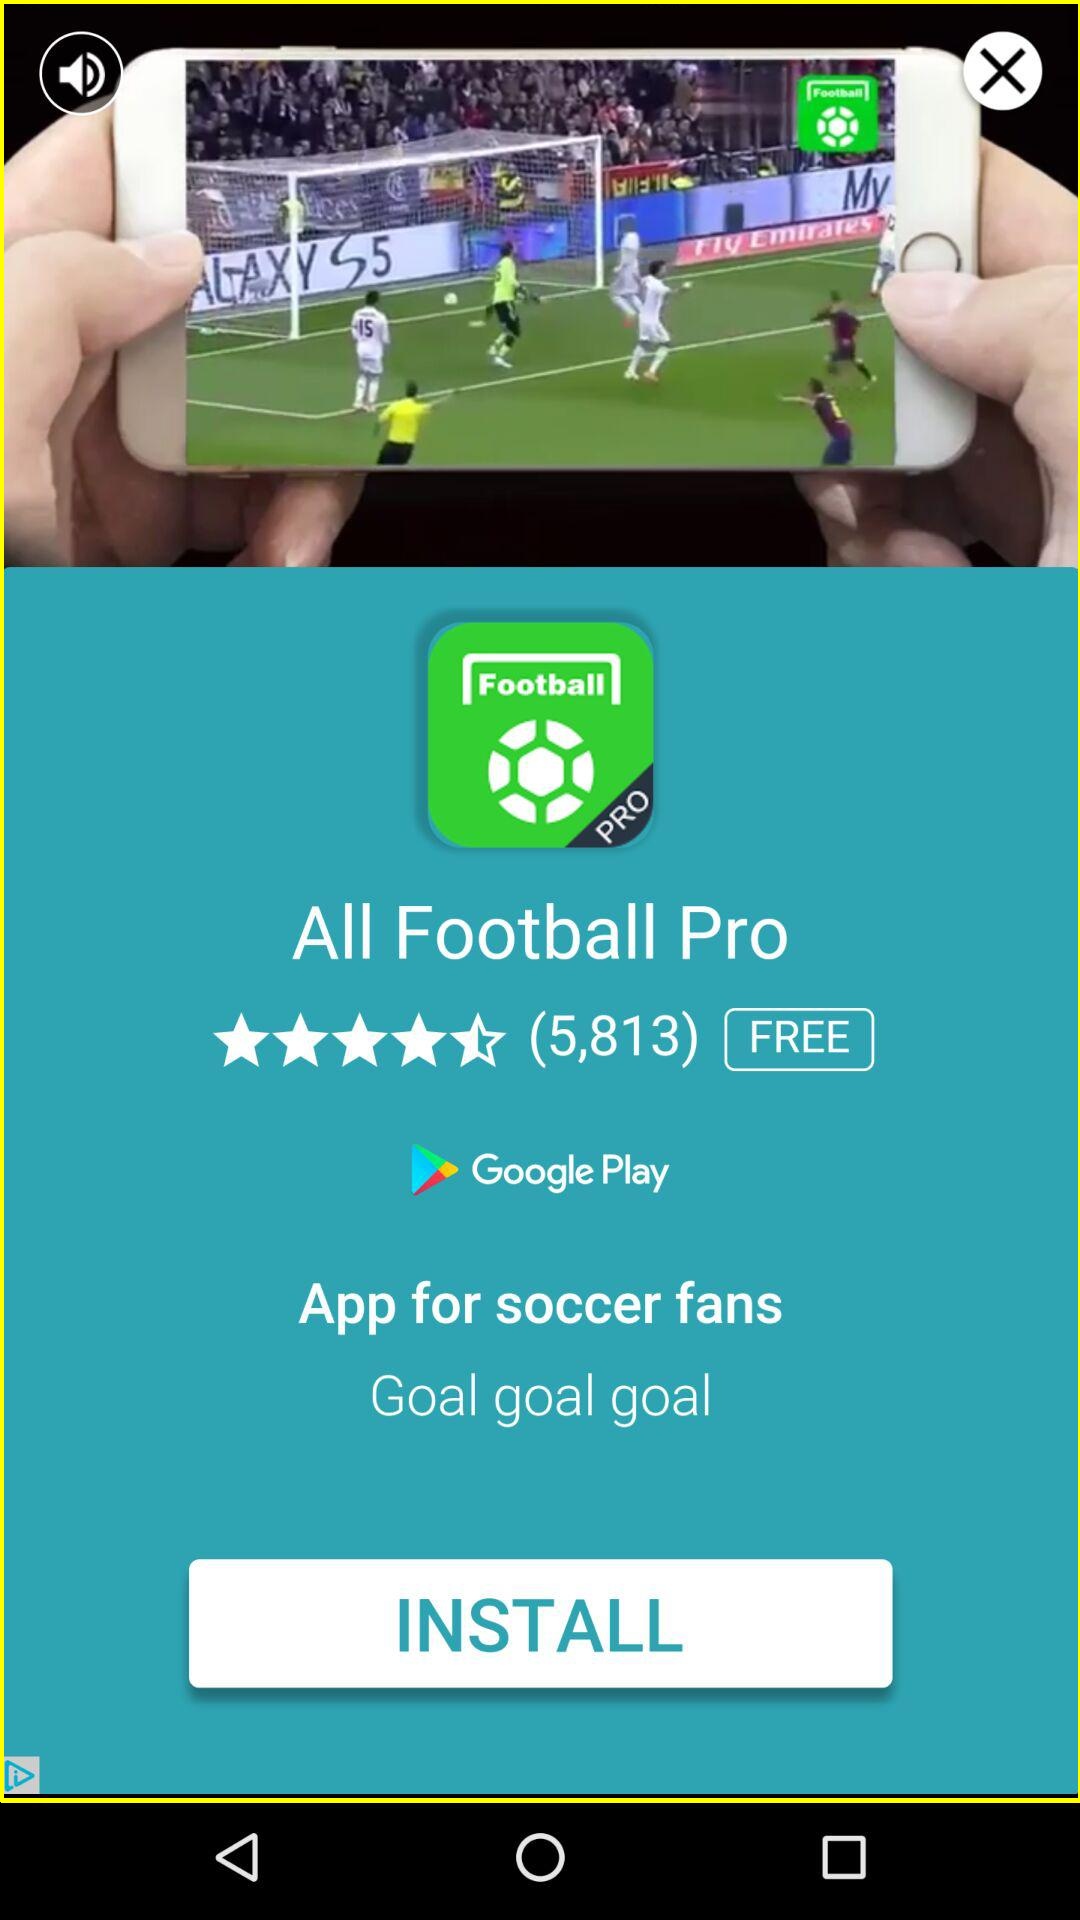 Football
My
ALAXY S5
Fly Emirates
15
Football
PRO
All Football Pro
(5,813) FREE
Google Play
App for soccer fans
Goal goal goal
INSTALL